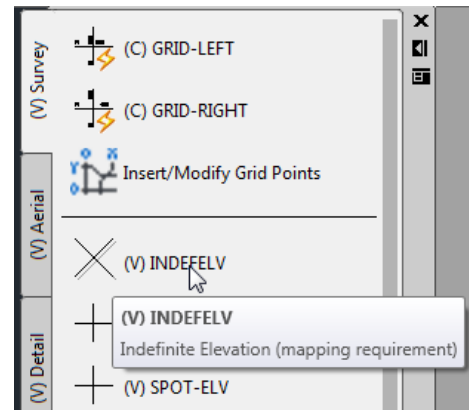 (V) Survey
(V) Aerial
(V) Detail
(C) GRID-LEFT
(C) GRID-RIGHT
Insert/Modify Grid Points
(V) INDEFELV
(V) INDEFELV
Indefinite Elevation (mapping requirement)
(V) SPOT-ELV